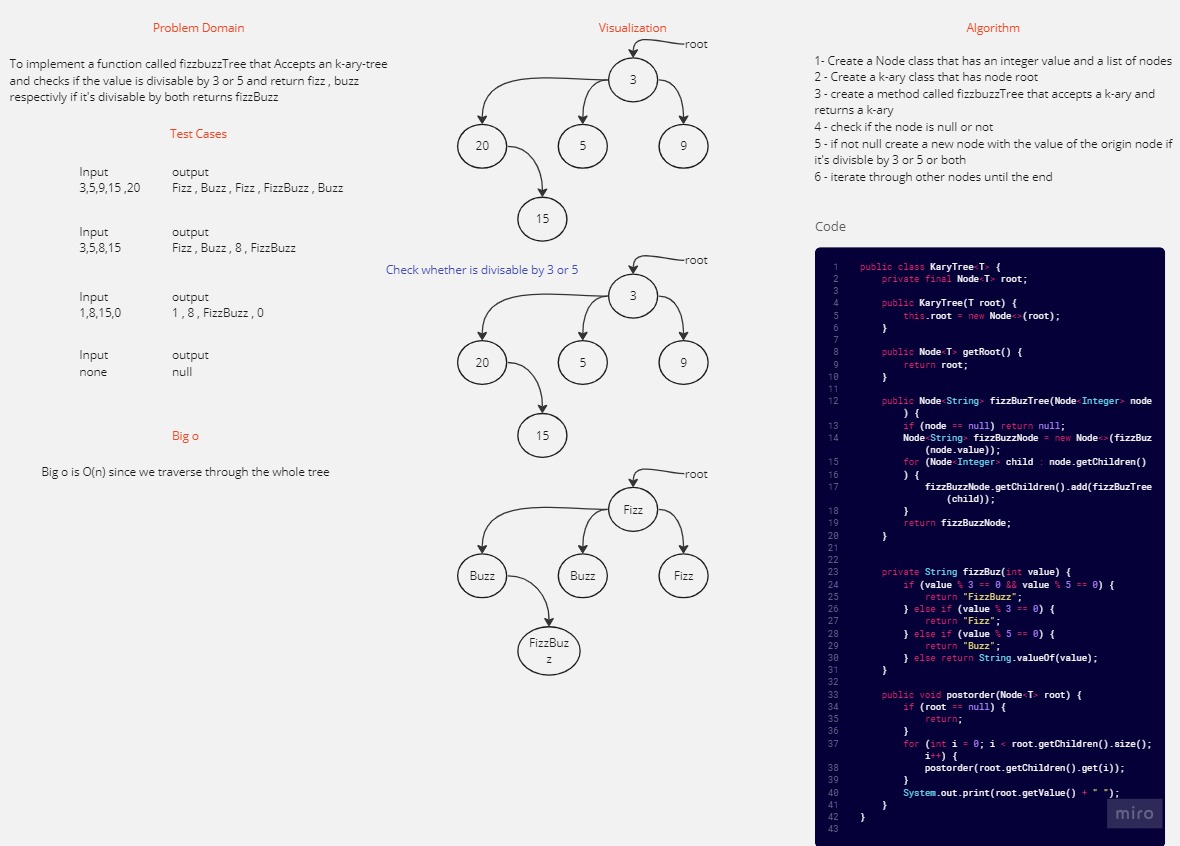 Problem Domain
To implement a function called fizzbuzzTree that Accepts an k-ary-tree
and checks if the value is divisable by 3 or 5 and return fizz , buzz
respectivly if it's divisable by both returns fizzBuzz
Test Cases
Input output
3,5,9,15 ,20 Fizz , Buzz , Fizz , FizzBuzz , Buzz
Input output
3,5,8,15 Fizz , Buzz , 8 , FizzBuzz
Input output
1,8,15,0 1 , 8 , FizzBuzz , 0
Input output
none null
Big o
Big o is O(n) since we traverse through the whole tree
Visualization
root
3
20 5 9
15
Check whether is divisable by 3 or 5
root
3
20 5 9
15
root
Fizz
Buzz Buzz Fizz
FizzBuz
z
Algorithm
1- Create a Node class that has an integer value and a list of nodes
2 - Create a k-ary class that has node root
3 - create a method called fizzbuzzTree that accepts a k-ary and
returns a k-ary
4 - check if the node is null or not
5 - if not null create a new node with the value of the origin node if
it's divisble by 3 or 5 or both
6 - iterate through other nodes until the end
Code
1 public class KaryTree<T> {
2 private final Node<T> root;
3
4 public KaryTree(T root) {
5 this.root = new Node<>(root);
6 }
7
8 public Node<T> getRoot() {
9 return root;
10 }
11
12 public Node<String> fizzBuzTree(Node<Integer> node
) {
13 if (node == null) return null;
14 Node<String> fizzBuzzNode = new Node<>(fizzBuz
(node.value));
15 for (Node<Integer> child : node.getChildren()
16 ) {
17 fizzBuzzNode.getChildren().add(fizzBuzTree
(child));
18 }
19 return fizzBuzzNode;
20 }
21
22
23 private String fizzBuz(int value) {
24 if (value % 3 == 0 && value % 5 == 0) {
25 return "FizzBuzz";
26 } else if (value % 3 == 0) {
27 return "Fizz";
28 } else if (value % 5 == 0) {
29 return "Buzz";
30 } else return String.valueOf(value);
31 }
32
33 public void postorder(Node<T> root) {
34 if (root == null) {
35 return;
36 }
37 for (int i = 0; i < root.getChildren().size();
i++) {
38 postorder(root.getChildren().get(i));
39 }
40 System.out.print(root.getValue() + " ");
41 }
42 }
43
miro